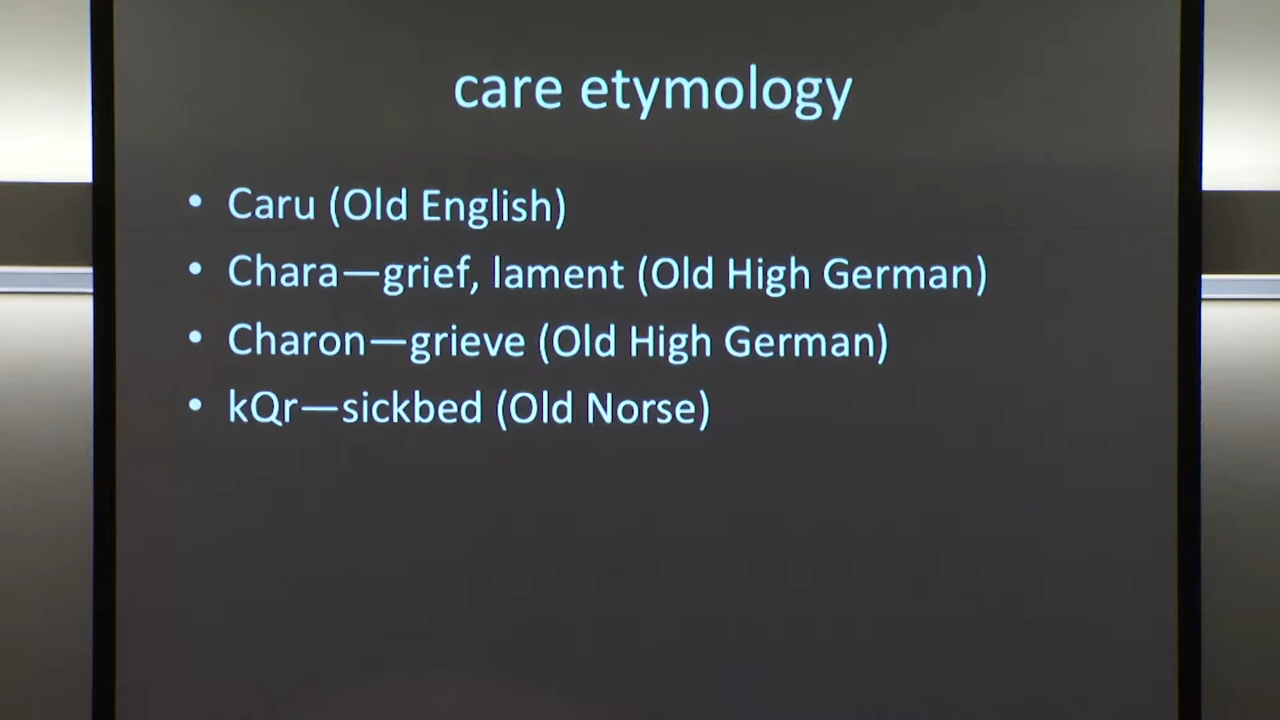 care etymology
• Caru (Old English)
• Chara—grief, lament (Old High German)
• Charon—grieve (Old High German)
• kQr—sickbed (Old Norse)